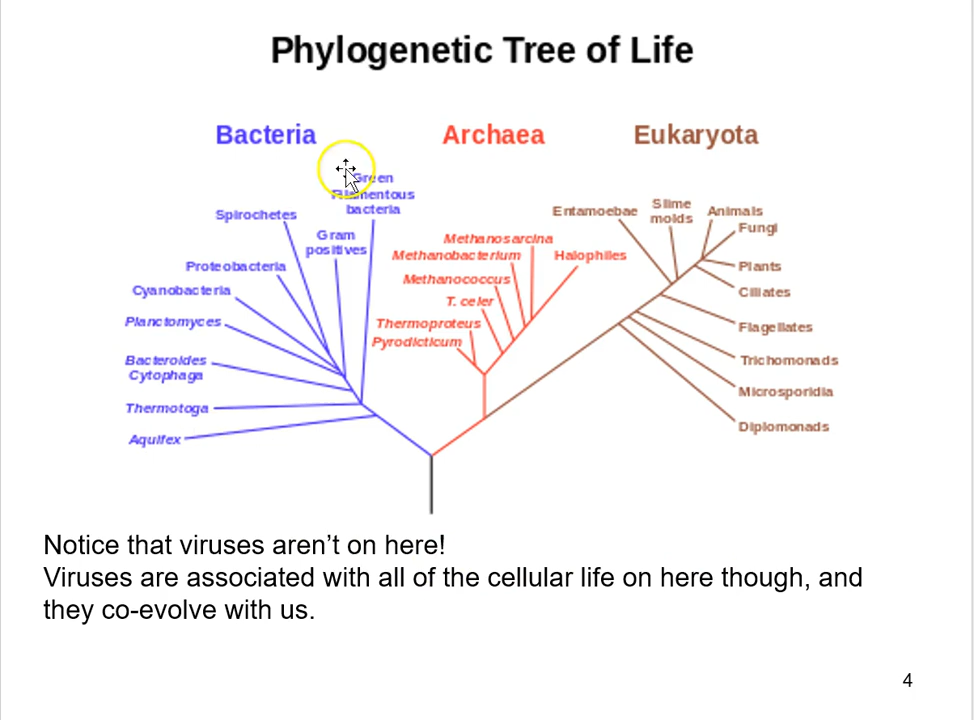 Phylogenetic Tree of Life
Bacteria
Archaea
Eukaryota
Green
Filamentous
bacteria
Spirochetes
Gram
positives
Proteobacteria
Cyanobacteria
Planctomyces
Bacteroides
Cytophaga
Thermotoga
Aquifex
Methanosarcina
Methanobacterium
Halophiles
Methanococcus
T. celer
Thermoproteus
Pyrodicticum
Entamoebae
Slime
molds
Animals
Fungi
Plants
Ciliates
Flagellates
Trichomonads
Microsporidia
Diplomonads
Notice that viruses aren’t on here!
Viruses are associated with all of the cellular life on here though, and
they co-evolve with us.
4